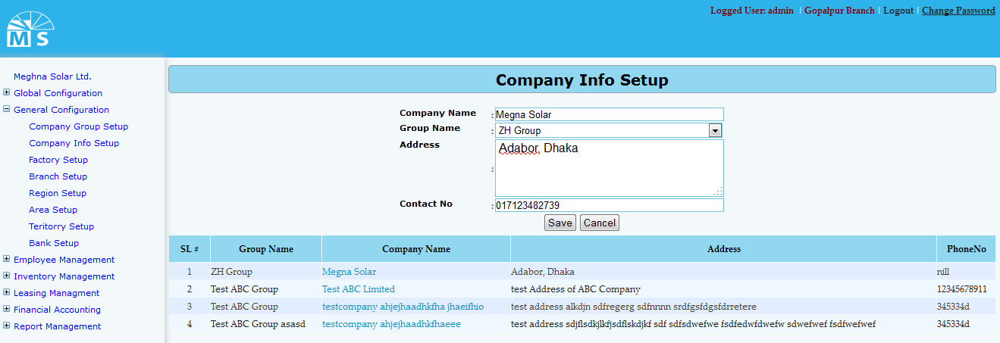 Logged User: admin | Gopalpur Branch | Logout | Change Password
M S
Meghna Solar Ltd.
Global Configuration
General Configuration
Company Group Setup
Company Info Setup
Factory Setup
Branch Setup
Region Setup
Area Setup
Teritorry Setup
Bank Setup
Employee Management
Inventory Management
Leasing Managment
Financial Accounting
Report Management
Company Info Setup
Company Name : Megna Solar
Group Name : ZH Group
Address : Adabor, Dhaka
Contact No : 017123482739
Save Cancel
SL # Group Name Company Name Address PhoneNo
1 ZH Group Megna Solar Adabor, Dhaka nill
2 Test ABC Group Test ABC Limited test Address of ABC Company 12345678911
3 Test ABC Group testcompany ahjejhaadhkfha jhaeifhio test address alkdjn sdfregerg sdfnnnn srdfgsfdgsfdrretere 345334d
4 Test ABC Group asasd testcompany ahjejhaadhkfhaeee test address sdjflsdkjlkfjsdflskdjkf sdf sdfsdwefwe fsdfedwfdwefw sdwefwef fsdfwefwef 345334d